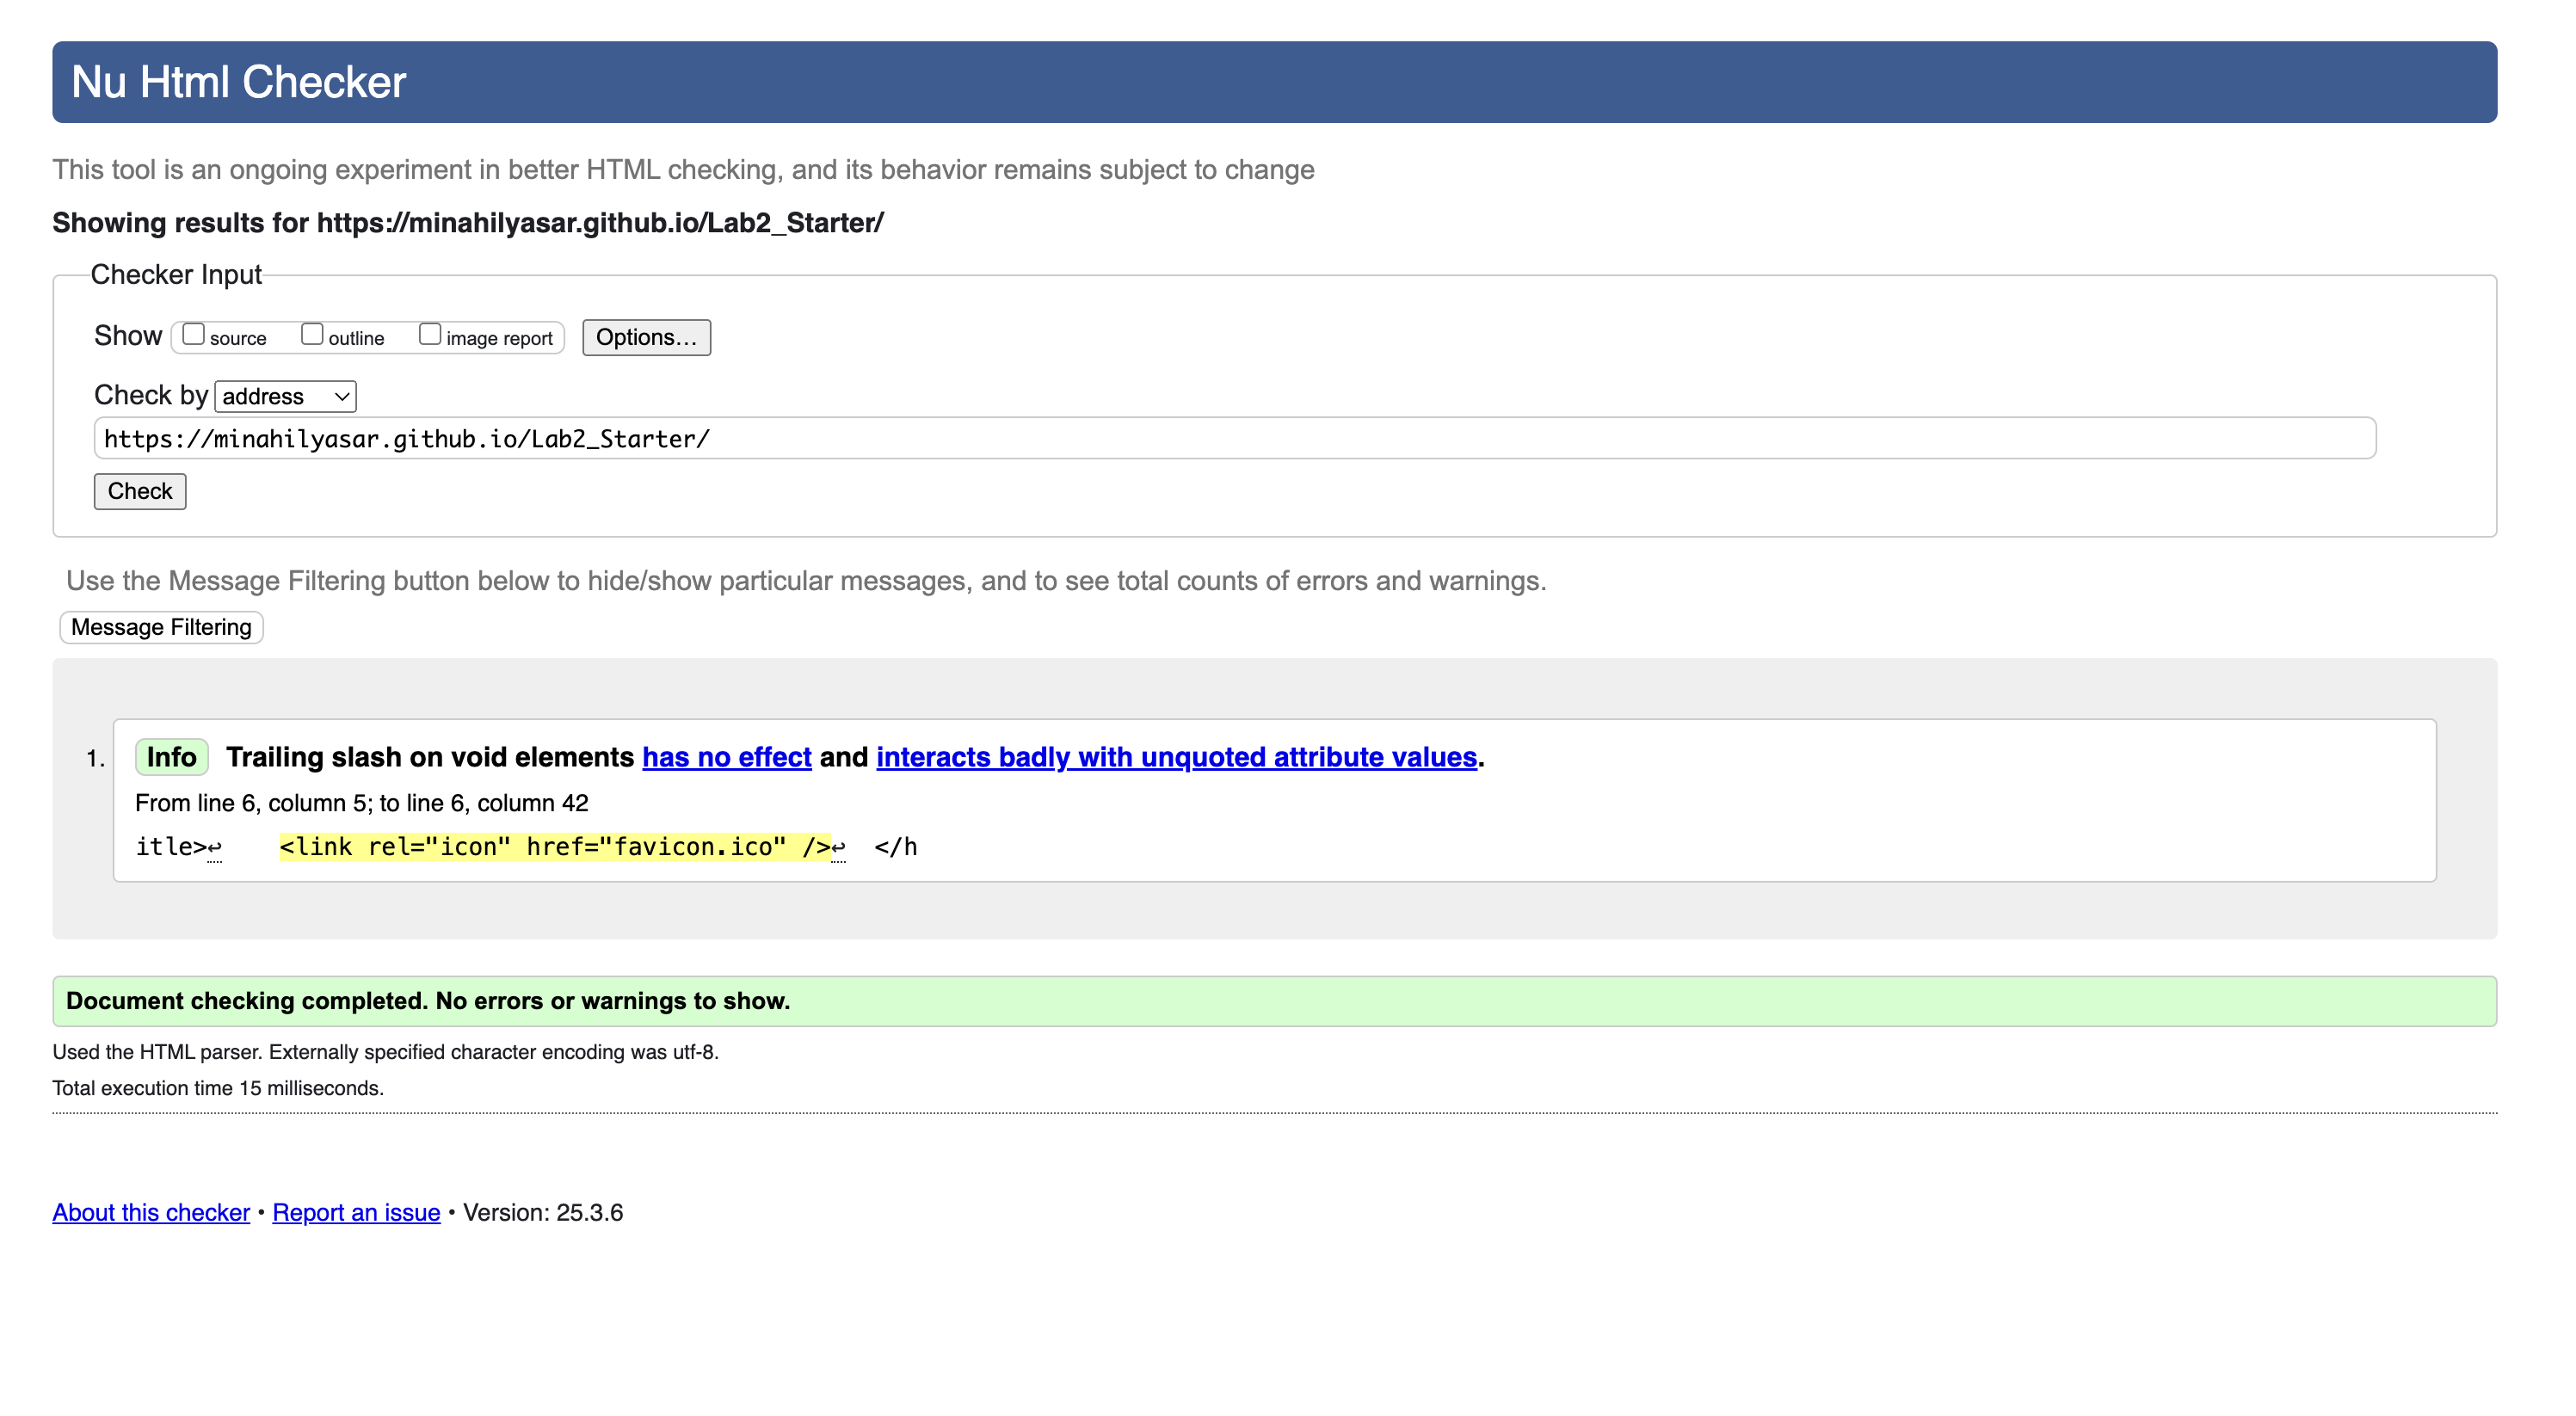 Nu Html Checker
This tool is an ongoing experiment in better HTML checking, and its behavior remains subject to change
Showing results for https://minahilyasar.github.io/Lab2_Starter/
Checker Input
Show source outline image report Options...
Check by address
https://minahilyasar.github.io/Lab2_Starter/
Check
Use the Message Filtering button below to hide/show particular messages, and to see total counts of errors and warnings.
Message Filtering
1. Info Trailing slash on void elements has no effect and interacts badly with unquoted attribute values.
From line 6, column 5; to line 6, column 42
itle>↩    <link rel="icon" href="favicon.ico" />↩  </h
Document checking completed. No errors or warnings to show.
Used the HTML parser. Externally specified character encoding was utf-8.
Total execution time 15 milliseconds.
About this checker • Report an issue • Version: 25.3.6